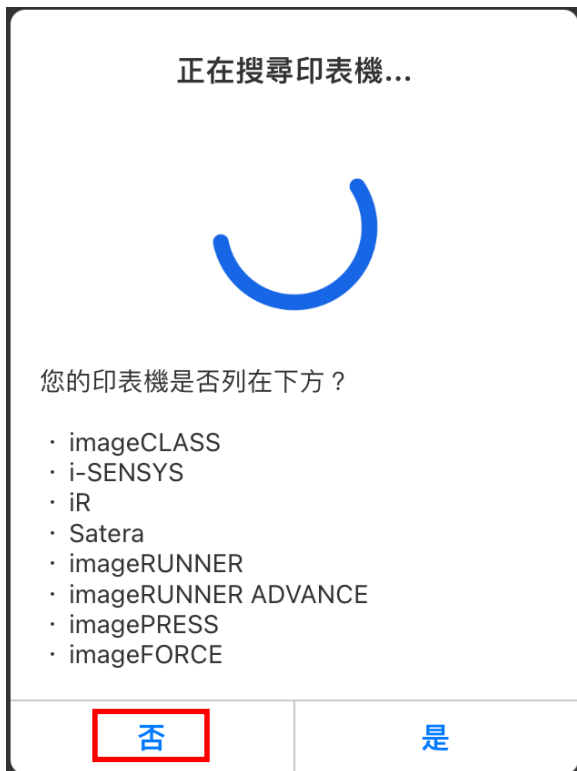 正在搜尋印表機...
您的印表機是否列在下方？
· imageCLASS
· i-SENSYS
· iR
· Satera
· imageRUNNER
· imageRUNNER ADVANCE
· imagePRESS
· imageFORCE
否
是